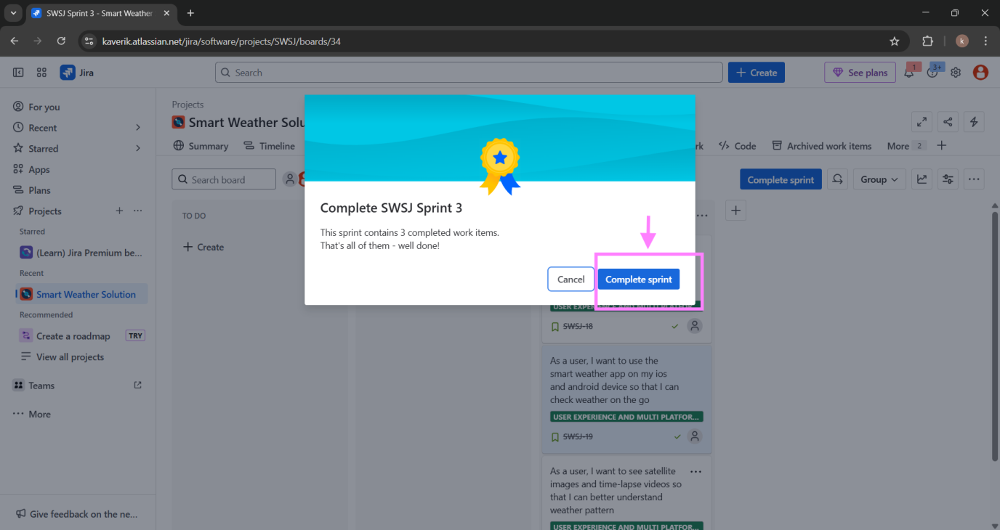 SWSJ Sprint 3 - Smart Weather
kaverik.atlassian.net/jira/software/projects/SWSJ/boards/34
k
Jira
Search
Create
See plans
1
3+
For you
Recent
Starred
Apps
Plans
Projects
Starred
(Learn) Jira Premium be...
Recent
Smart Weather Solution
Recommended
Create a roadmap
TRY
View all projects
Teams
More
Give feedback on the ne...
Projects
Smart Weather Solu
Summary
Timeline
rk
Code
Archived work items
More 2
Search board
Complete sprint
Group
TO DO
Create
Complete SWSJ Sprint 3
This sprint contains 3 completed work items.
That's all of them - well done!
Cancel
Complete sprint
USER EXPERIENCE AND MULTI PLATFOR...
SWSJ-18
As a user, I want to use the
smart weather app on my ios
and android device so that I can
check weather on the go
USER EXPERIENCE AND MULTI PLATFOR...
SWSJ-19
As a user, I want to see satellite
images and time-lapse videos so
that I can better understand
weather pattern
USER EXPERIENCE AND MULTI PLATFOR...